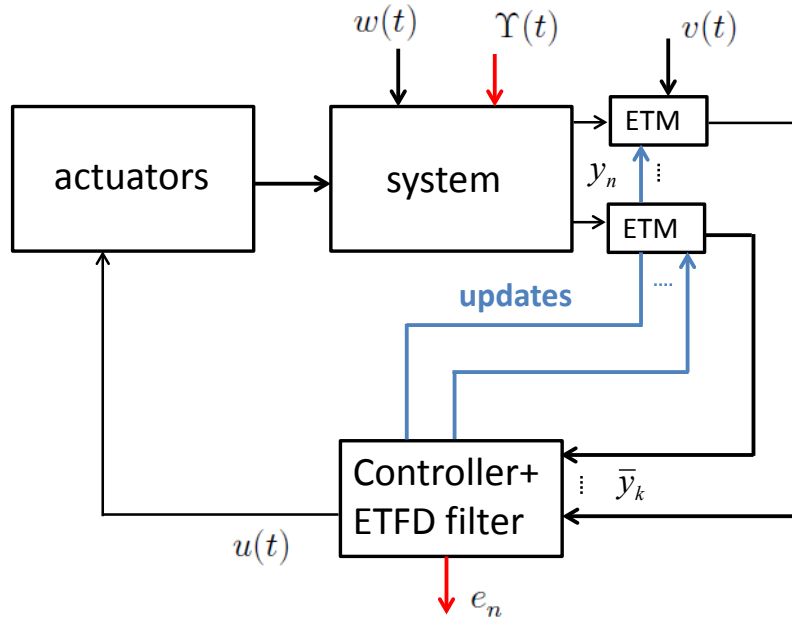 w(t)
Υ(t)
v(t)
actuators
system
ETM
y_n
ETM
updates
Controller+
ETFD filter
ȳ_k
u(t)
e_n